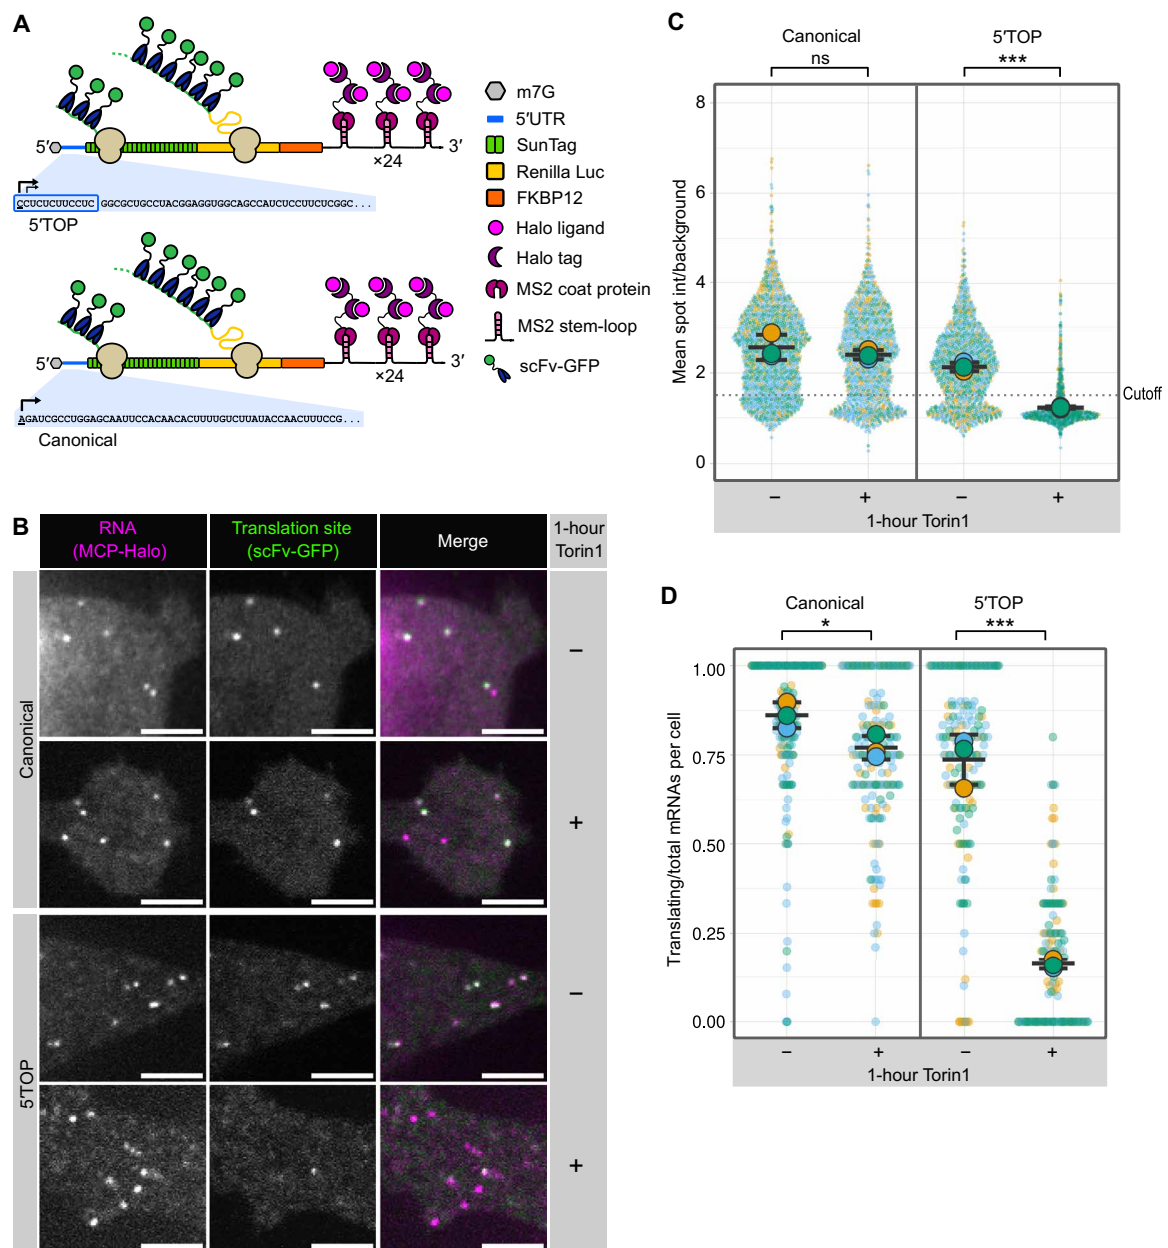 A
5′
3′
×24
CCUCUCUUCCUC GGCGCUGCCUACGGAGGUGGCAGCCAUCUCCUUCUCGGC...
5′TOP
5′
3′
×24
AGAUCGCCUGGAGCAAUUCCACAACACUUUUGUCUUAUACCAACUUUCCG...
Canonical
m7G
5′UTR
SunTag
Renilla Luc
FKBP12
Halo ligand
Halo tag
MS2 coat protein
MS2 stem-loop
scFv-GFP
B
RNA
(MCP-Halo)
Translation site
(scFv-GFP)
Merge
1-hour
Torin1
Canonical
−
+
5′TOP
−
+
C
Canonical
5′TOP
ns
***
Mean spot int/background
8
6
4
2
0
Cutoff
− + − +
1-hour Torin1
D
Canonical
5′TOP
*
***
Translating/total mRNAs per cell
1.00
0.75
0.50
0.25
0.00
− + − +
1-hour Torin1